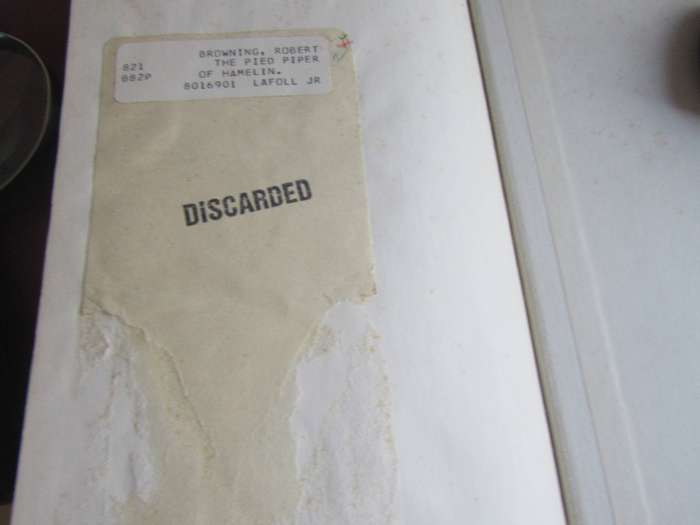 BROWNING, ROBERT
821 THE PIED PIPER
B82P OF HAMELIN.
8016901 LAFOLL JR
DISCARDED